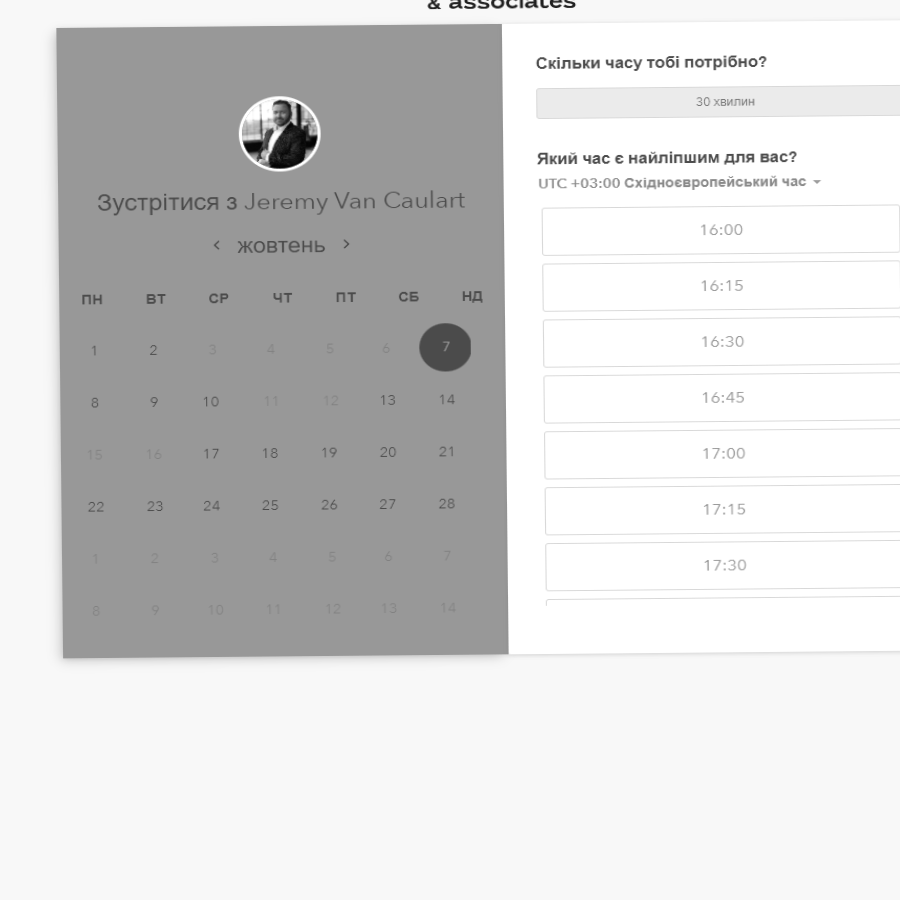 & associates
Зустрітися з Jeremy Van Caulart
жовтень
ПН ВТ СР ЧТ ПТ СБ НД
1 2 3 4 5 6 7
8 9 10 11 12 13 14
15 16 17 18 19 20 21
22 23 24 25 26 27 28
1 2 3 4 5 6 7
8 9 10 11 12 13 14
Скільки часу тобі потрібно?
30 хвилин
Який час є найліпшим для вас?
UTC +03:00 Східноєвропейський час
16:00
16:15
16:30
16:45
17:00
17:15
17:30